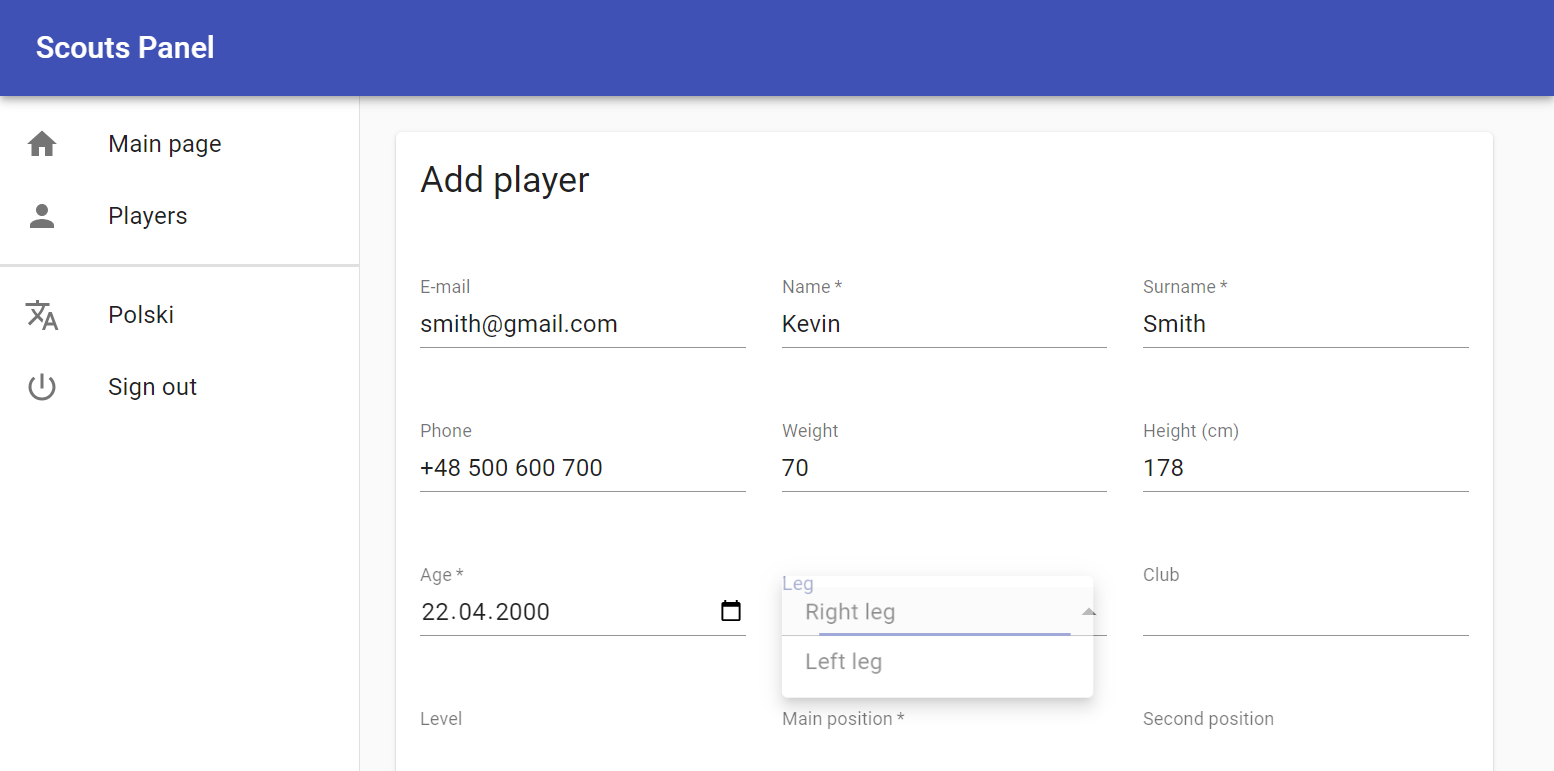 Scouts Panel
Main page
Players
Polski
Sign out
Add player
E-mail
smith@gmail.com
Name *
Kevin
Surname *
Smith
Phone
+48 500 600 700
Weight
70
Height (cm)
178
Age *
22.04.2000
Leg
Right leg
Left leg
Club
Level
Main position *
Second position